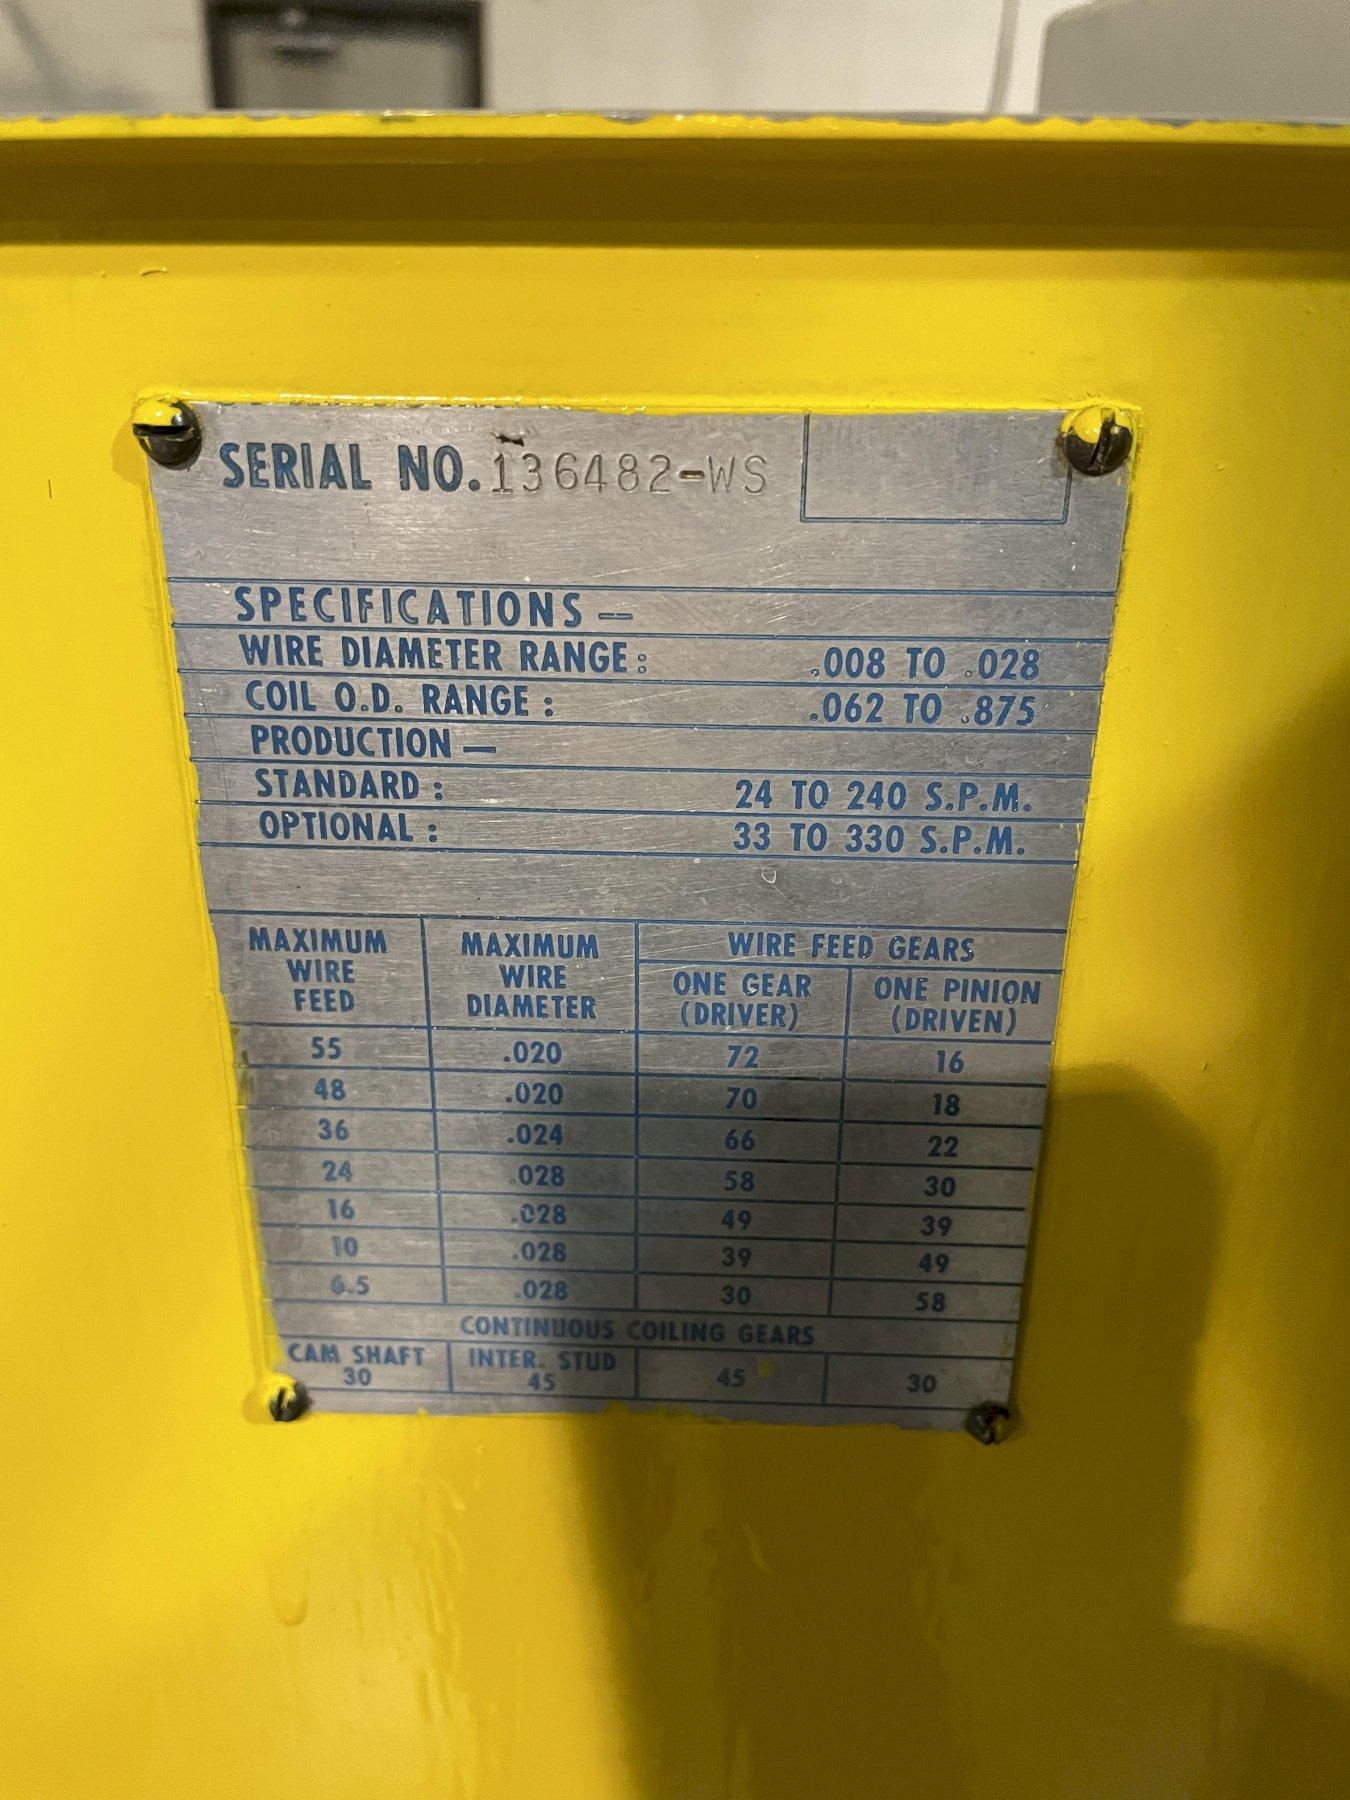 SERIAL NO. 136482-WS
SPECIFICATIONS —
WIRE DIAMETER RANGE: .008 TO .028
COIL O.D. RANGE: .062 TO .875
PRODUCTION —
STANDARD: 24 TO 240 S.P.M.
OPTIONAL: 33 TO 330 S.P.M.
MAXIMUM WIRE FEED MAXIMUM WIRE DIAMETER WIRE FEED GEARS
ONE GEAR (DRIVER) ONE PINION (DRIVEN)
55 .020 72 16
48 .020 70 18
36 .024 66 22
24 .028 58 30
16 .028 49 39
10 .028 39 49
6.5 .028 30 58
CONTINUOUS COILING GEARS
CAM SHAFT 30 INTER. STUD 45 45 30